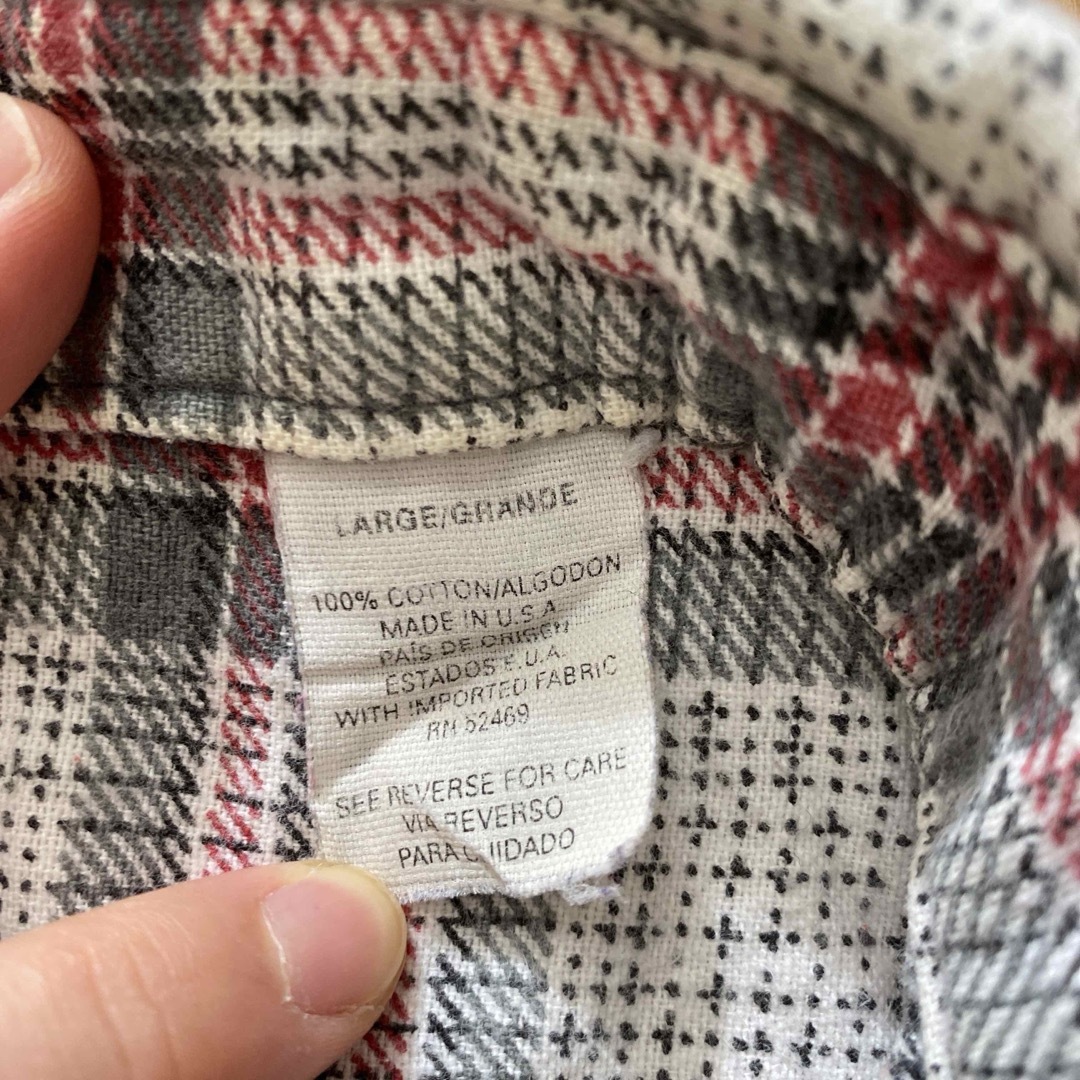 LARGE/GRANDE
100% COTTON/ALGODON
MADE IN U.S.A.
PAÍS DE ORIGEN
ESTADOS E.U.A.
WITH IMPORTED FABRIC
RN 52469
SEE REVERSE FOR CARE
VIA REVERSO
PARA CUIDADO